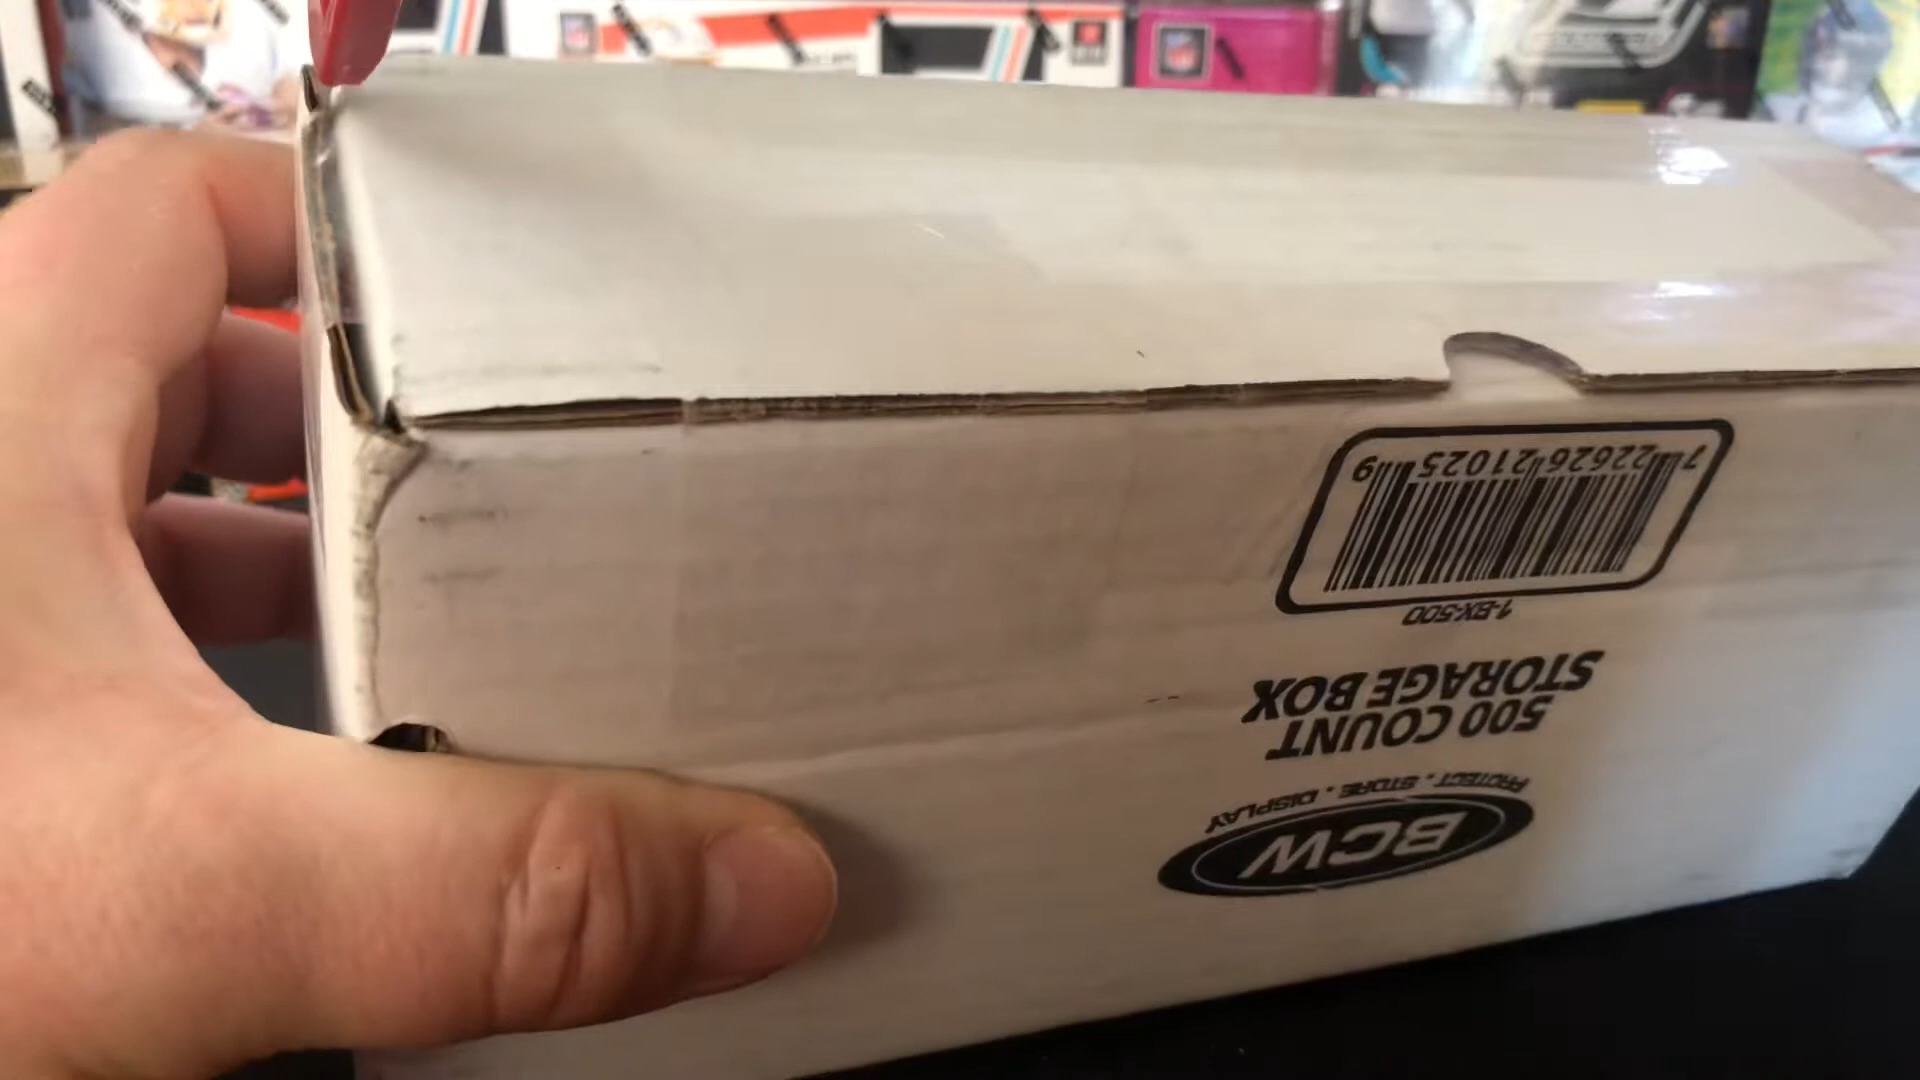 BCW
PROTECT . STORE . DISPLAY
500 COUNT
STORAGE BOX
1-BX-500
7 22626 21025 9